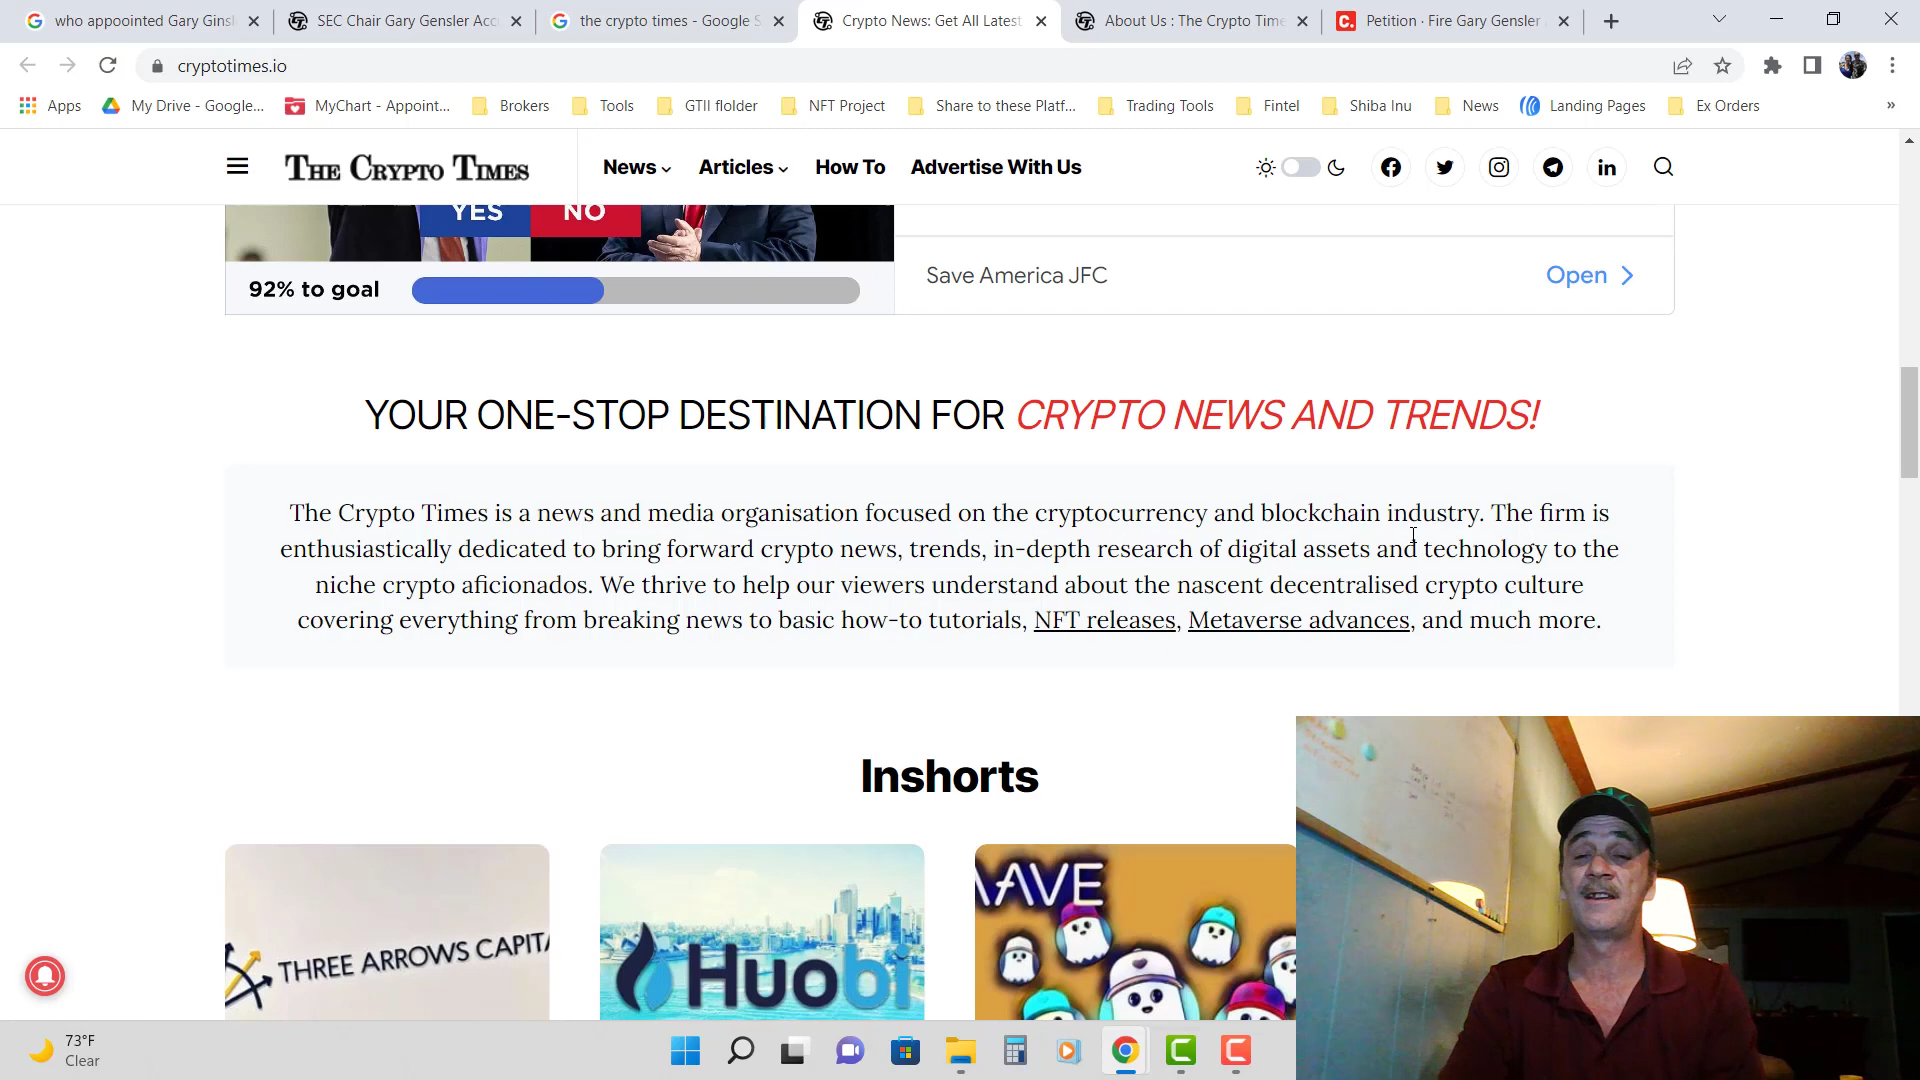 who appointed Gary Ginsl
SEC Chair Gary Gensler Acc
the crypto times - Google S
Crypto News: Get All Latest
About Us : The Crypto Time
Petition · Fire Gary Gensler
cryptotimes.io
Apps
My Drive - Google...
MyChart - Appoint...
Brokers
Tools
GTII flolder
NFT Project
Share to these Platf...
Trading Tools
Fintel
Shiba Inu
News
Landing Pages
Ex Orders
»
THE CRYPTO TIMES
News
Articles
How To
Advertise With Us
YES
NO
92% to goal
Save America JFC
Open
YOUR ONE-STOP DESTINATION FOR CRYPTO NEWS AND TRENDS!
The Crypto Times is a news and media organisation focused on the cryptocurrency and blockchain industry. The firm is
enthusiastically dedicated to bring forward crypto news, trends, in-depth research of digital assets and technology to the
niche crypto aficionados. We thrive to help our viewers understand about the nascent decentralised crypto culture
covering everything from breaking news to basic how-to tutorials, NFT releases, Metaverse advances, and much more.
Inshorts
THREE ARROWS CAPITA
Huobi
AAVE
73°F
Clear